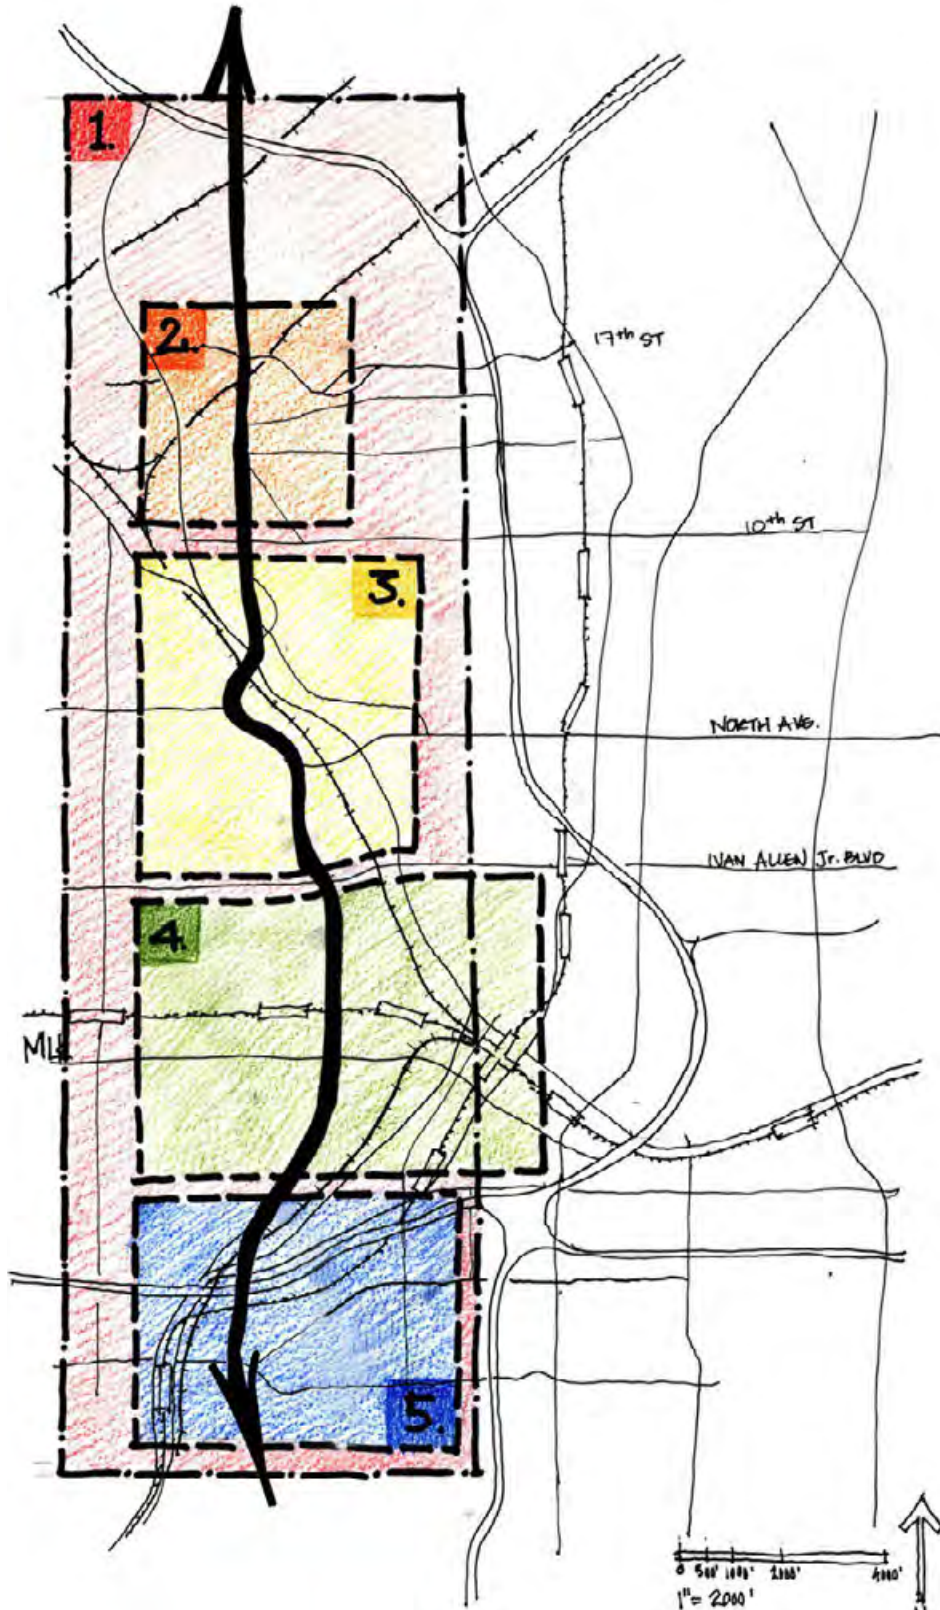 1.
2.
17th ST
10th ST
3.
NORTH AVE.
IVAN ALLEN Jr. BLVD
4.
MLK
5.
0 500' 1000' 2000' 4000'
1"= 2000'